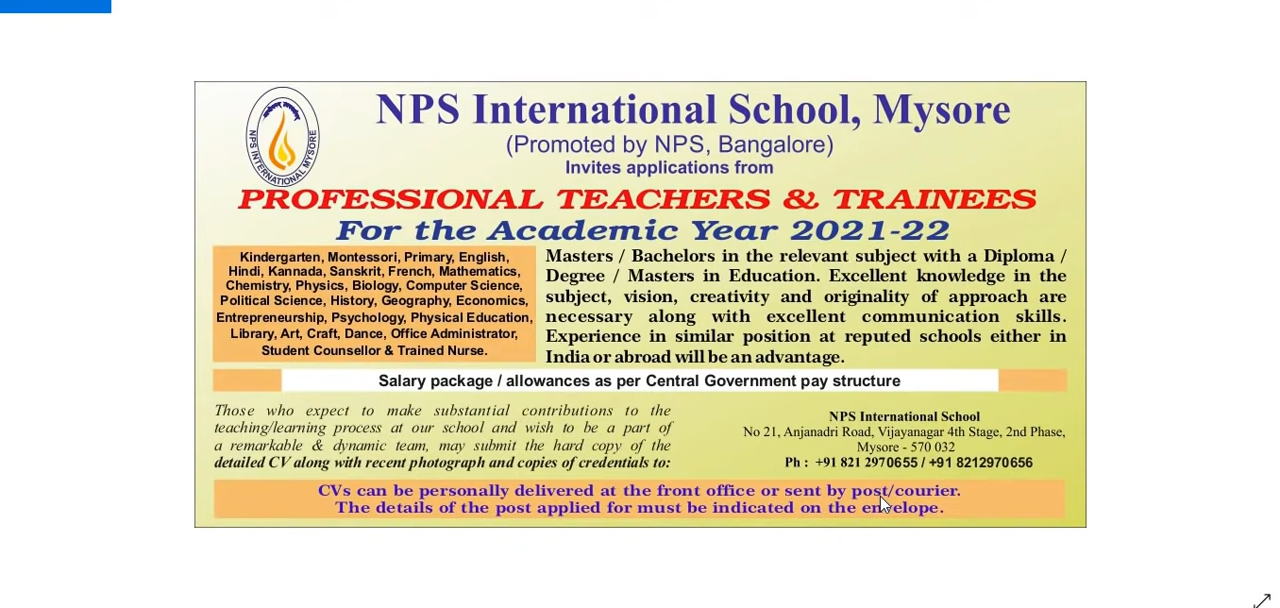 NPS INTERNATIONAL MYSORE
NPS International School, Mysore
(Promoted by NPS, Bangalore)
Invites applications from
PROFESSIONAL TEACHERS & TRAINEES
For the Academic Year 2021-22
Kindergarten, Montessori, Primary, English,
Hindi, Kannada, Sanskrit, French, Mathematics,
Chemistry, Physics, Biology, Computer Science,
Political Science, History, Geography, Economics,
Entrepreneurship, Psychology, Physical Education,
Library, Art, Craft, Dance, Office Administrator,
Student Counsellor & Trained Nurse.
Masters / Bachelors in the relevant subject with a Diploma /
Degree / Masters in Education. Excellent knowledge in the
subject, vision, creativity and originality of approach are
necessary along with excellent communication skills.
Experience in similar position at reputed schools either in
India or abroad will be an advantage.
Salary package / allowances as per Central Government pay structure
Those who expect to make substantial contributions to the
teaching/learning process at our school and wish to be a part of
a remarkable & dynamic team, may submit the hard copy of the
detailed CV along with recent photograph and copies of credentials to:
NPS International School
No 21, Anjanadri Road, Vijayanagar 4th Stage, 2nd Phase,
Mysore - 570 032
Ph : +91 821 2970655 / +91 8212970656
CVs can be personally delivered at the front office or sent by post/courier.
The details of the post applied for must be indicated on the envelope.